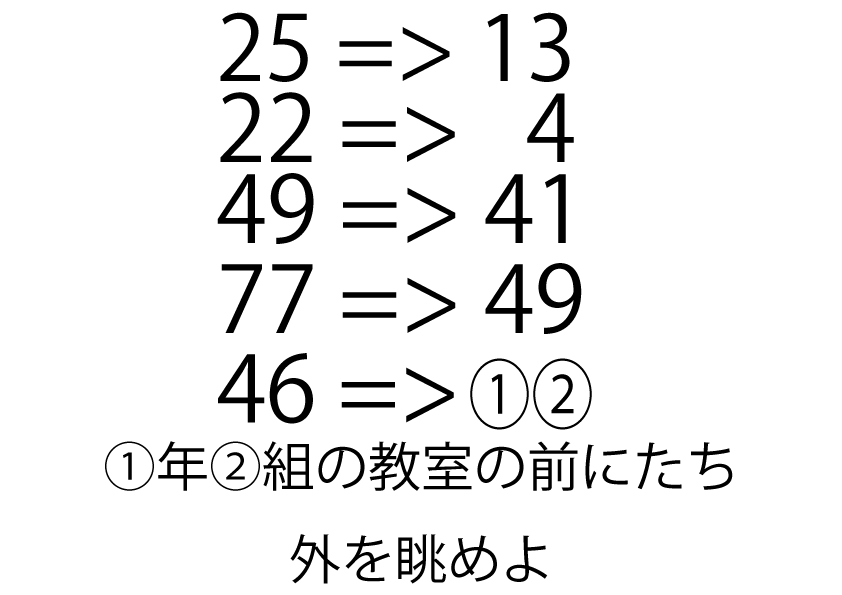 25 => 13
22 => 4
49 => 41
77 => 49
46 => ①②
①年②組の教室の前にたち
外を眺めよ